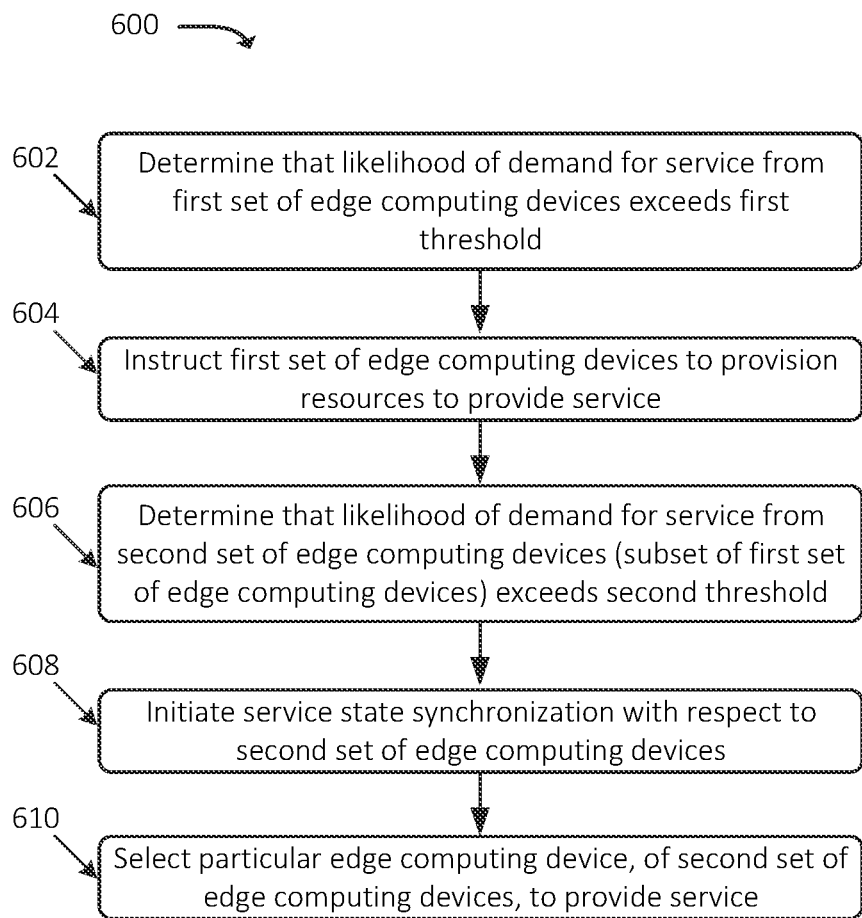 600
602
Determine that likelihood of demand for service from
first set of edge computing devices exceeds first
threshold
604
Instruct first set of edge computing devices to provision
resources to provide service
606
Determine that likelihood of demand for service from
second set of edge computing devices (subset of first set
of edge computing devices) exceeds second threshold
608
Initiate service state synchronization with respect to
second set of edge computing devices
610
Select particular edge computing device, of second set of
edge computing devices, to provide service